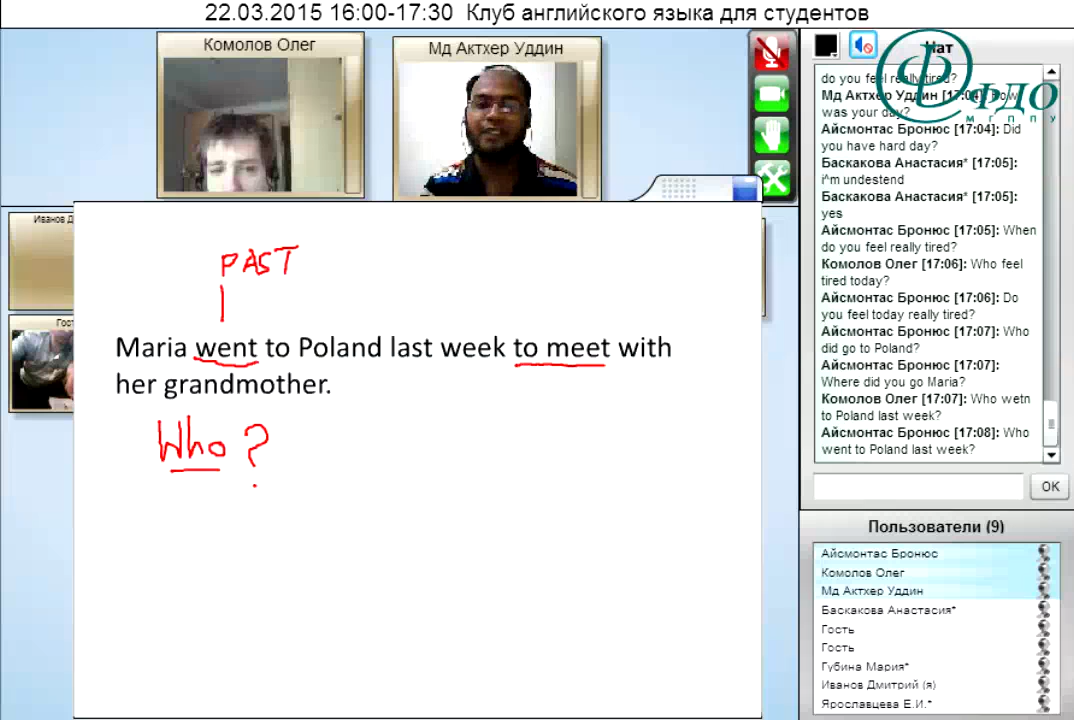 22.03.2015 16:00-17:30 Клуб английского языка для студентов
Комолов Олег
Мд Актхер Уддин
Иванов Д
Гост
PAST
Maria went to Poland last week to meet with
her grandmother.
Who ?
Чат
ФДО
МГППУ
do you feel really tired?
Мд Актхер Уддин [17:04]: How
was your day?
Айсмонтас Бронюс [17:04]: Did
you have hard day?
Баскакова Анастасия* [17:05]:
i^m undestend
Баскакова Анастасия* [17:05]:
yes
Айсмонтас Бронюс [17:05]: When
do you feel really tired?
Комолов Олег [17:06]: Who feel
tired today?
Айсмонтас Бронюс [17:06]: Do
you feel today really tired?
Айсмонтас Бронюс [17:07]: Who
did go to Poland?
Айсмонтас Бронюс [17:07]:
Where did you go Maria?
Комолов Олег [17:07]: Who wetn
to Poland last week?
Айсмонтас Бронюс [17:08]: Who
went to Poland last week?
OK
Пользователи (9)
Айсмонтас Бронюс
Комолов Олег
Мд Актхер Уддин
Баскакова Анастасия*
Гость
Гость
Губина Мария*
Иванов Дмитрий (я)
Ярославцева Е.И.*